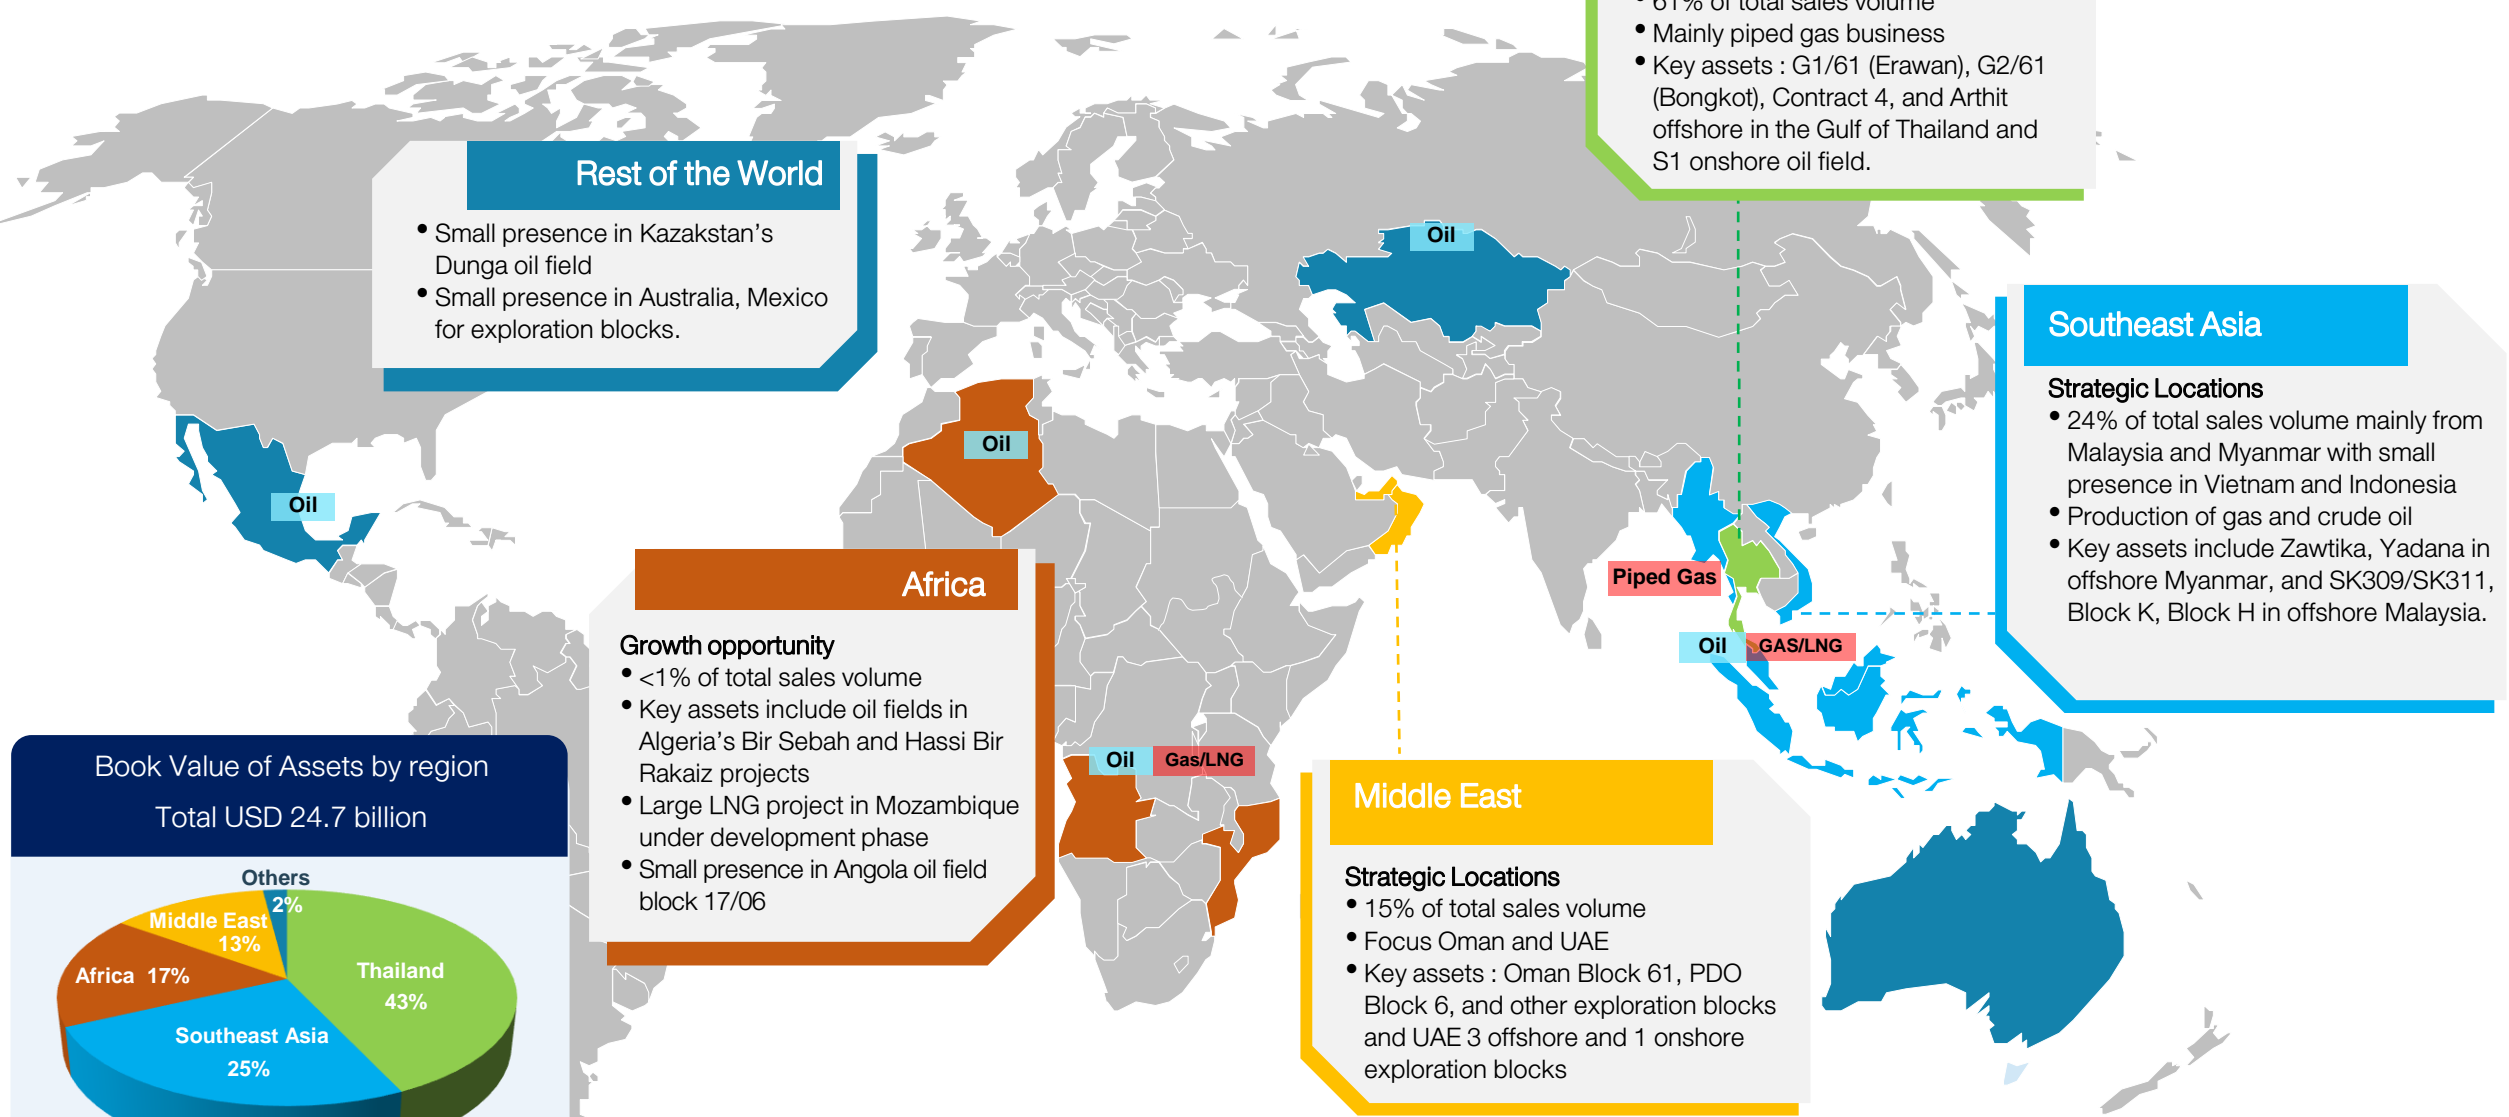 • 61% of total sales volume
• Mainly piped gas business
• Key assets : G1/61 (Erawan), G2/61
(Bongkot), Contract 4, and Arthit
offshore in the Gulf of Thailand and
S1 onshore oil field.
Rest of the World
• Small presence in Kazakstan's
Dunga oil field
• Small presence in Australia, Mexico
for exploration blocks.
Oil
Southeast Asia
Strategic Locations
• 24% of total sales volume mainly from
Malaysia and Myanmar with small
presence in Vietnam and Indonesia
• Production of gas and crude oil
• Key assets include Zawtika, Yadana in
offshore Myanmar, and SK309/SK311,
Block K, Block H in offshore Malaysia.
Oil
Oil
Piped Gas
Oil GAS/LNG
Africa
Growth opportunity
• <1% of total sales volume
• Key assets include oil fields in
Algeria's Bir Sebah and Hassi Bir
Rakaiz projects
• Large LNG project in Mozambique
under development phase
• Small presence in Angola oil field
block 17/06
Oil Gas/LNG
Middle East
Strategic Locations
• 15% of total sales volume
• Focus Oman and UAE
• Key assets : Oman Block 61, PDO
Block 6, and other exploration blocks
and UAE 3 offshore and 1 onshore
exploration blocks
Book Value of Assets by region
Total USD 24.7 billion
Others
2%
Middle East
13%
Africa 17%
Thailand
43%
Southeast Asia
25%